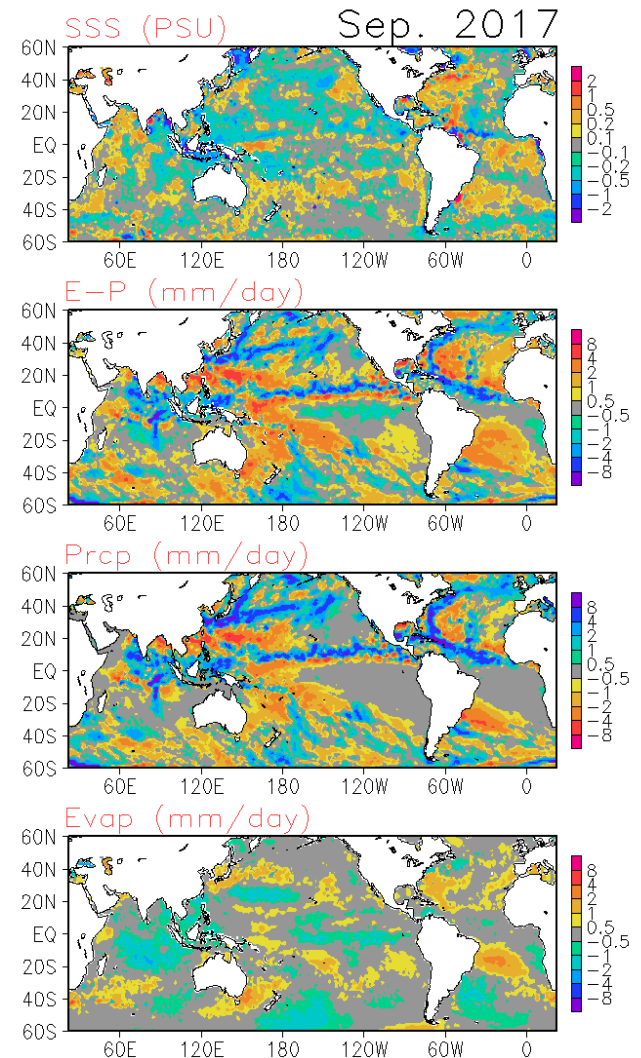 SSS (PSU) Sep. 2017
60N
40N
20N
EQ
20S
40S
60S
60E 120E 180 120W 60W 0
2
1
0.5
0.2
0.1
−0.1
−0.2
−0.5
−1
−2
E−P (mm/day)
60N
40N
20N
EQ
20S
40S
60S
60E 120E 180 120W 60W 0
8
4
2
1
0.5
−0.5
−1
−2
−4
−8
Prcp (mm/day)
60N
40N
20N
EQ
20S
40S
60S
60E 120E 180 120W 60W 0
8
4
2
1
0.5
−0.5
−1
−2
−4
−8
Evap (mm/day)
60N
40N
20N
EQ
20S
40S
60S
60E 120E 180 120W 60W 0
8
4
2
1
0.5
−0.5
−1
−2
−4
−8